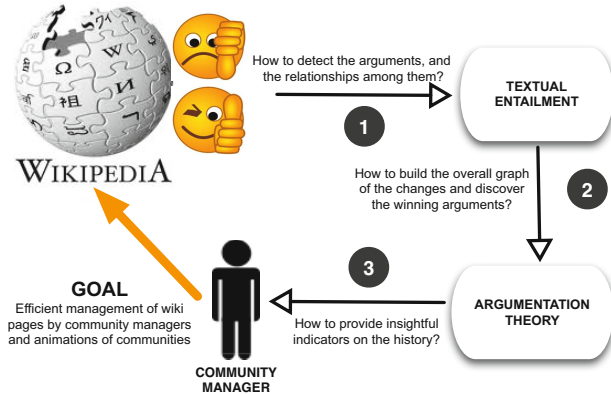 Ω
W
И
祖
WIKIPEDIA
How to detect the arguments, and
the relationships among them?
1
TEXTUAL
ENTAILMENT
How to build the overall graph
of the changes and discover
the winning arguments?
2
3
ARGUMENTATION
THEORY
How to provide insightful
indicators on the history?
GOAL
Efficient management of wiki
pages by community managers
and animations of communities
COMMUNITY
MANAGER